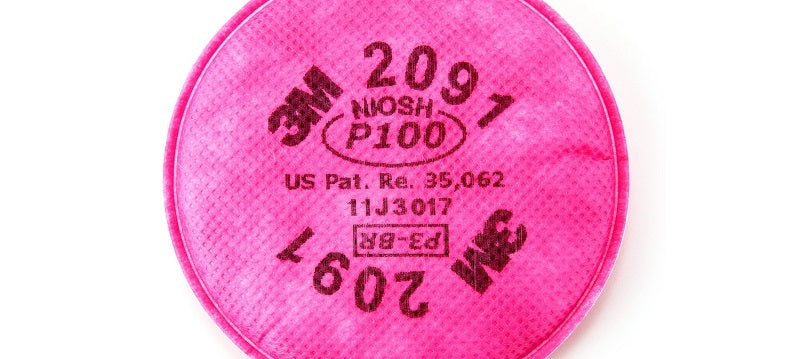 3M 2091
NIOSH
P100
US Pat. Re. 35,062
11J3017
P3-BR
3M 2091